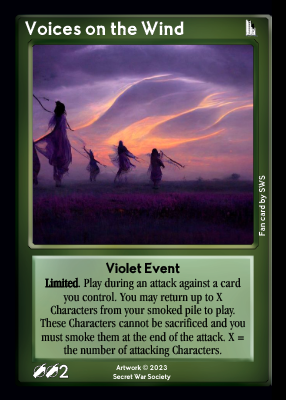 Voices on the Wind
Fan card by SWS
Violet Event
Limited. Play during an attack against a card
you control. You may return up to X
Characters from your smoked pile to play.
These Characters cannot be sacrificed and you
must smoke them at the end of the attack. X =
the number of attacking Characters.
2
Artwork © 2023
Secret War Society